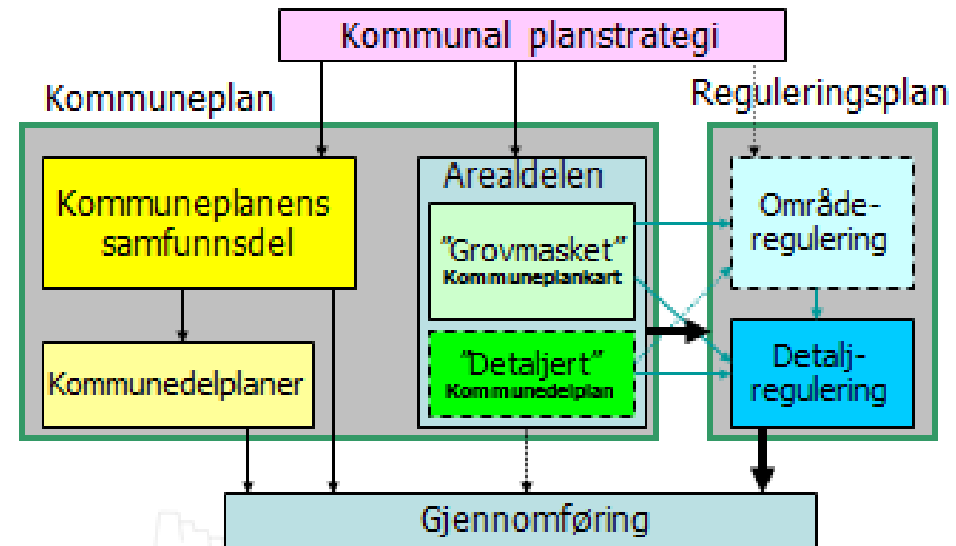 Kommunal planstrategi
Kommuneplan
Reguleringsplan
Kommuneplanens
samfunnsdel
Kommunedelplaner
Arealdelen
"Grovmasket"
Kommuneplankart
"Detaljert"
Kommunedelplan
Område-
regulering
Detalj-
regulering
Gjennomføring